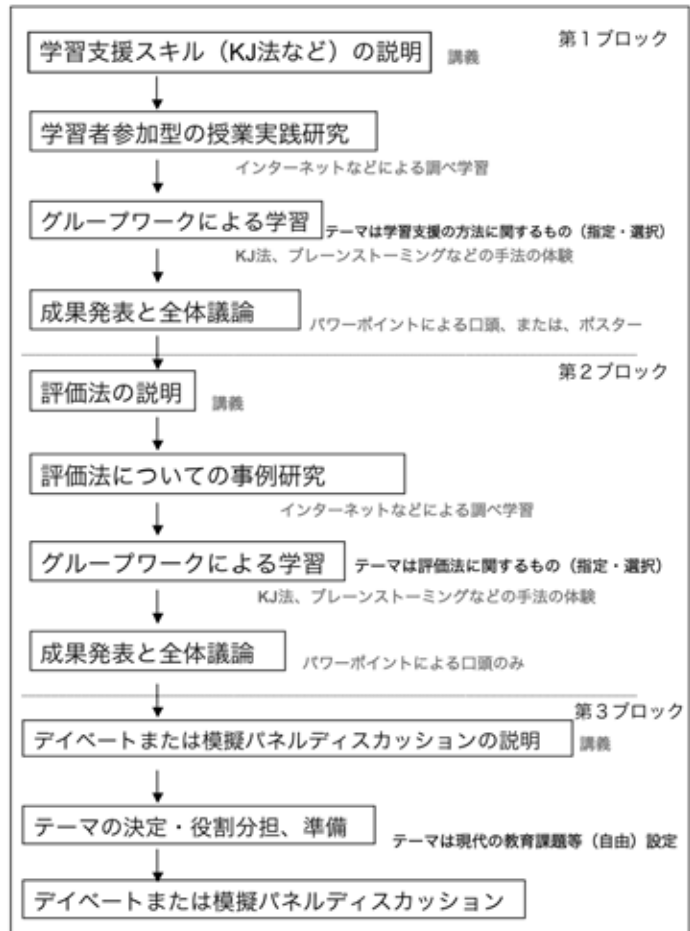 第１ブロック
学習支援スキル（KJ法など）の説明
講義
学習者参加型の授業実践研究
インターネットなどによる調べ学習
グループワークによる学習
テーマは学習支援の方法に関するもの（指定・選択）
KJ法、ブレーンストーミングなどの手法の体験
成果発表と全体議論
パワーポイントによる口頭、または、ポスター
第２ブロック
評価法の説明
講義
評価法についての事例研究
インターネットなどによる調べ学習
グループワークによる学習
テーマは評価法に関するもの（指定・選択）
KJ法、ブレーンストーミングなどの手法の体験
成果発表と全体議論
パワーポイントによる口頭のみ
第３ブロック
デイベートまたは模擬パネルディスカッションの説明
講義
テーマの決定・役割分担、準備
テーマは現代の教育課題等（自由）設定
デイベートまたは模擬パネルディスカッション